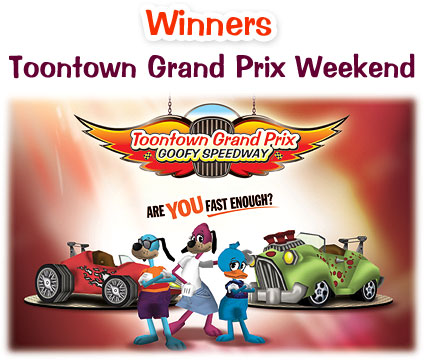 Winners
Toontown Grand Prix Weekend
Toontown Grand Prix
GOOFY SPEEDWAY
ARE YOU FAST ENOUGH?